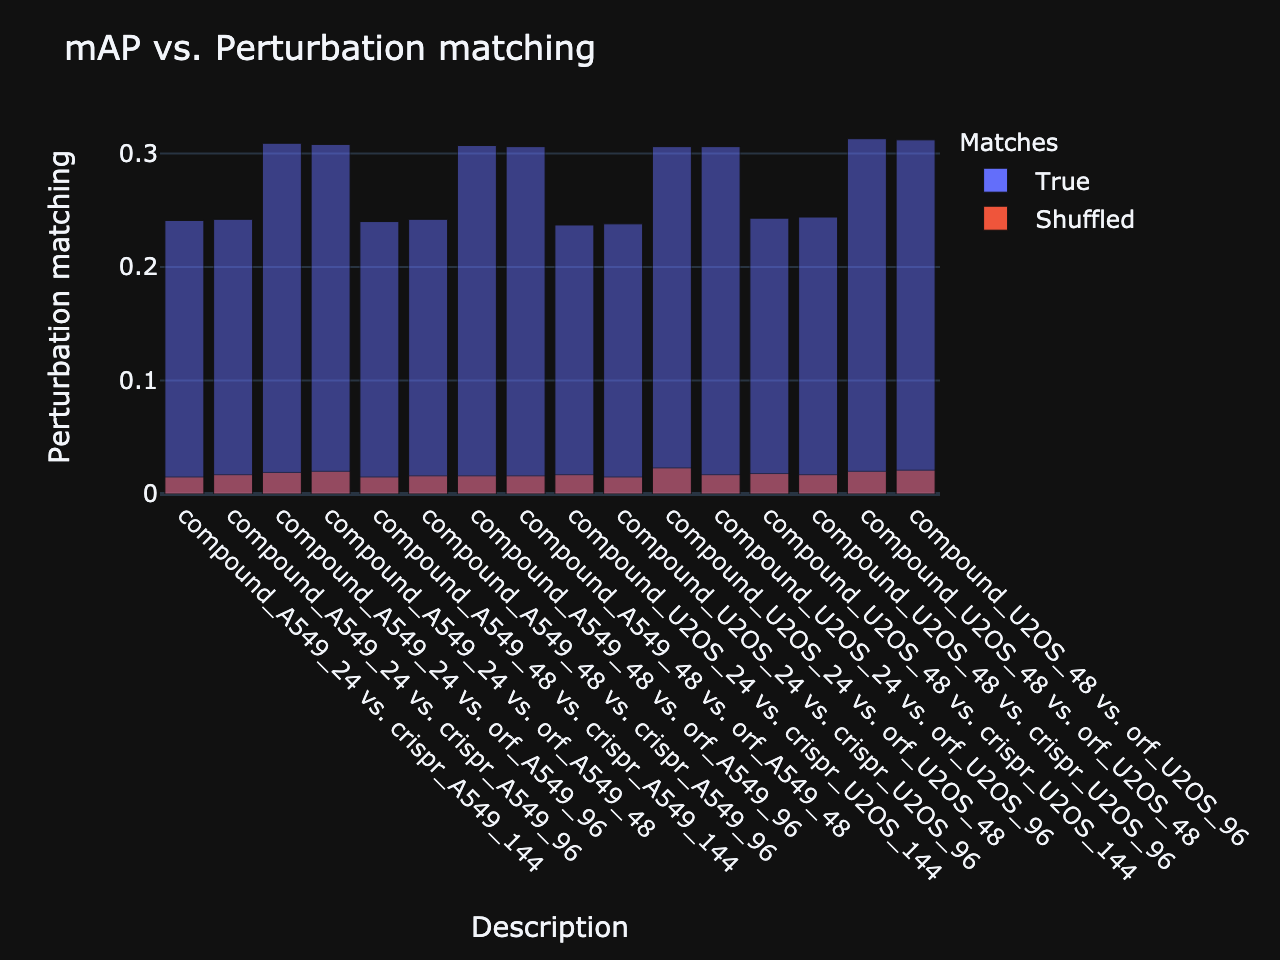 mAP vs. Perturbation matching
Perturbation matching
0.3
0.2
0.1
0
Matches
True
Shuffled
compound_A549_24 vs. crispr_A549_144
compound_A549_24 vs. crispr_A549_96
compound_A549_24 vs. orf_A549_96
compound_A549_24 vs. orf_A549_48
compound_A549_48 vs. crispr_A549_144
compound_A549_48 vs. crispr_A549_96
compound_A549_48 vs. orf_A549_96
compound_A549_48 vs. orf_A549_48
compound_U2OS_24 vs. crispr_U2OS_144
compound_U2OS_24 vs. crispr_U2OS_96
compound_U2OS_24 vs. orf_U2OS_48
compound_U2OS_24 vs. orf_U2OS_96
compound_U2OS_48 vs. crispr_U2OS_144
compound_U2OS_48 vs. crispr_U2OS_96
compound_U2OS_48 vs. orf_U2OS_48
compound_U2OS_48 vs. orf_U2OS_96
Description